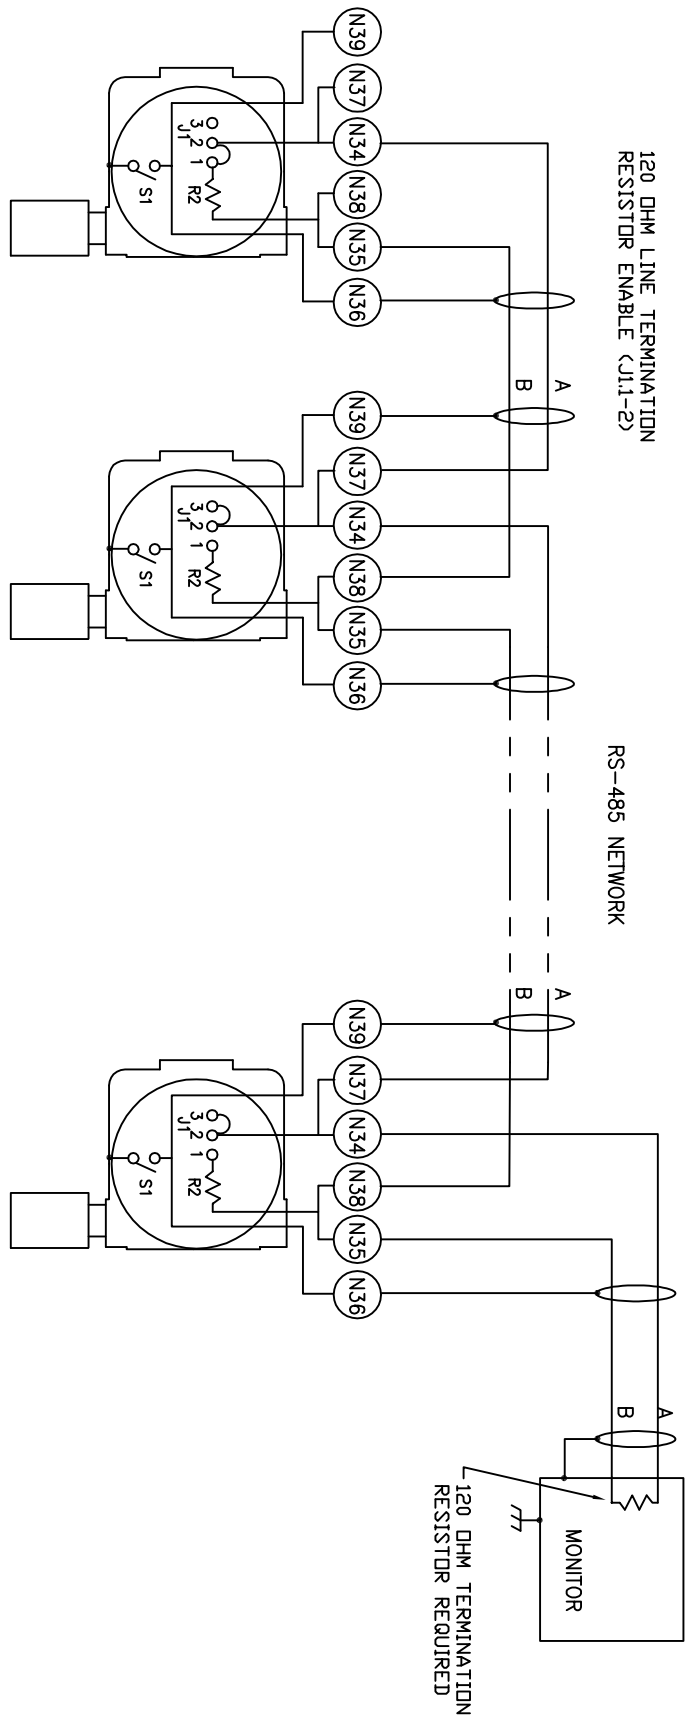 120 OHM LINE TERMINATION
RESISTOR ENABLE (J1.1-2)
N39
N37
N34
N38
N35
N36
3
2
1
J1
R2
S1
A
B
N39
N37
N34
N38
N35
N36
3
2
1
J1
R2
S1
RS-485 NETWORK
A
B
N39
N37
N34
N38
N35
N36
3
2
1
J1
R2
S1
A
B
MONITOR
120 OHM TERMINATION
RESISTOR REQUIRED